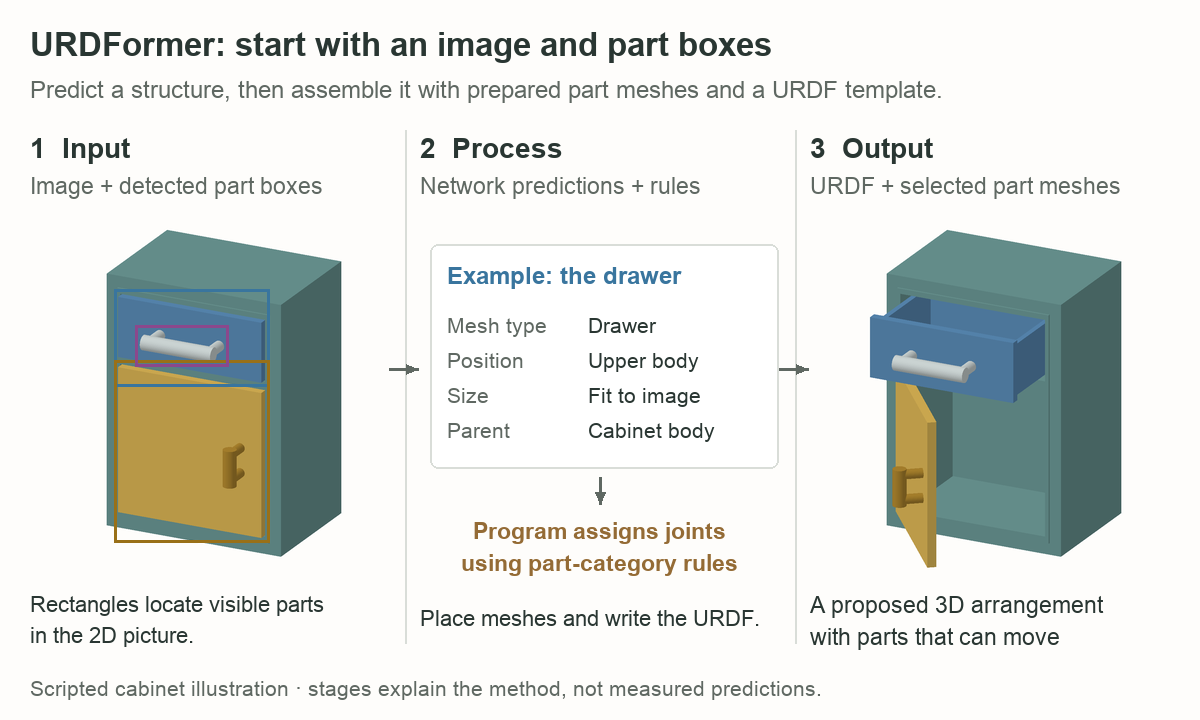 URDFormer: start with an image and part boxes
Predict a structure, then assemble it with prepared part meshes and a URDF template.
1 Input
Image + detected part boxes
Rectangles locate visible parts
in the 2D picture.
2 Process
Network predictions + rules
Example: the drawer
Mesh type Drawer
Position Upper body
Size Fit to image
Parent Cabinet body
Program assigns joints
using part-category rules
Place meshes and write the URDF.
3 Output
URDF + selected part meshes
A proposed 3D arrangement
with parts that can move
Scripted cabinet illustration · stages explain the method, not measured predictions.